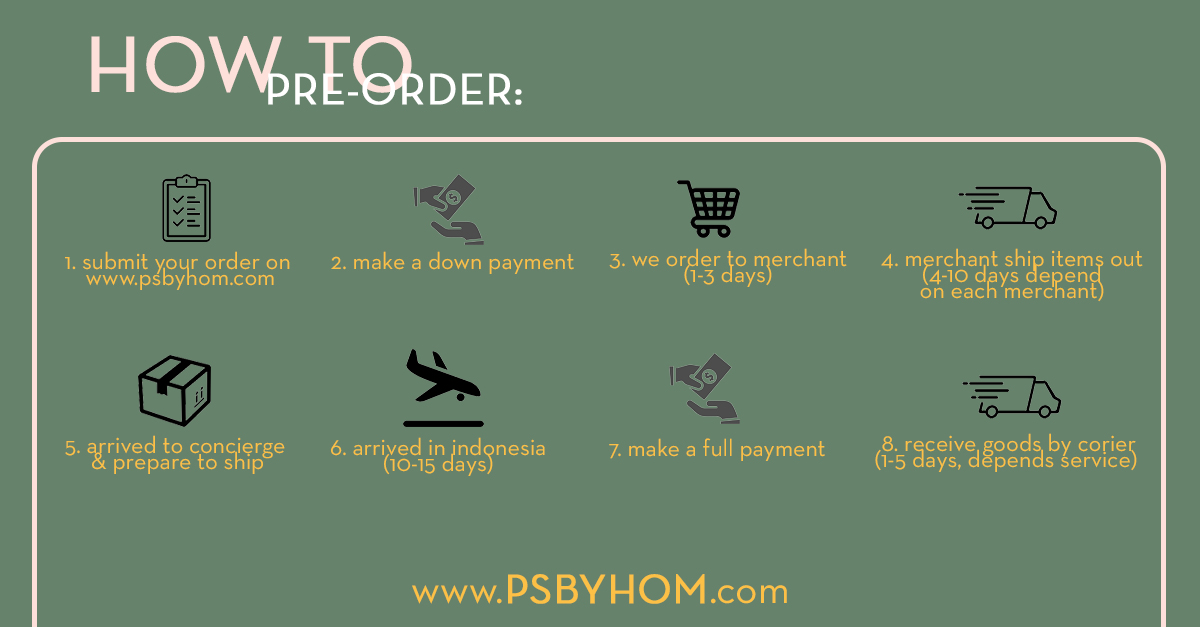 HOW TO
PRE-ORDER:
1. submit your order on
www.psbyhom.com
2. make a down payment
3. we order to merchant
(1-3 days)
4. merchant ship items out
(4-10 days depend
on each merchant)
5. arrived to concierge
& prepare to ship
6. arrived in indonesia
(10-15 days)
7. make a full payment
8. receive goods by corier
(1-5 days, depends service)
www.PSBYHOM.com